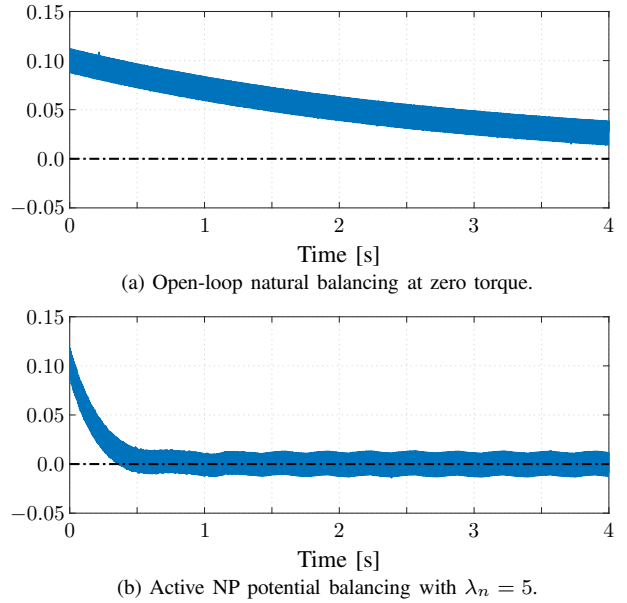 0.15
0.10
0.05
0.0
−0.05
0 1 2 3 4
Time [s]
(a) Open-loop natural balancing at zero torque.
0.15
0.10
0.05
0.0
−0.05
0 1 2 3 4
Time [s]
(b) Active NP potential balancing with λₙ = 5.